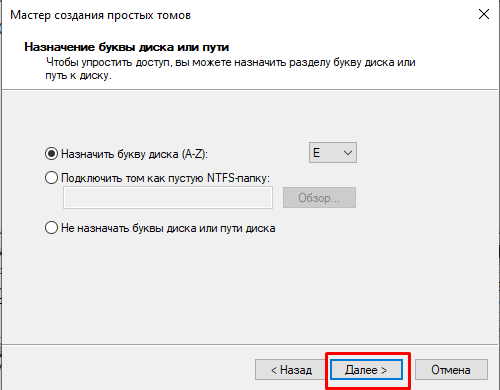 Мастер создания простых томов
Назначение буквы диска или пути
Чтобы упростить доступ, вы можете назначить разделу букву диска или
путь к диску.
Назначить букву диска (A-Z):
E
Подключить том как пустую NTFS-папку:
Обзор...
Не назначать буквы диска или пути диска
< Назад
Далее >
Отмена